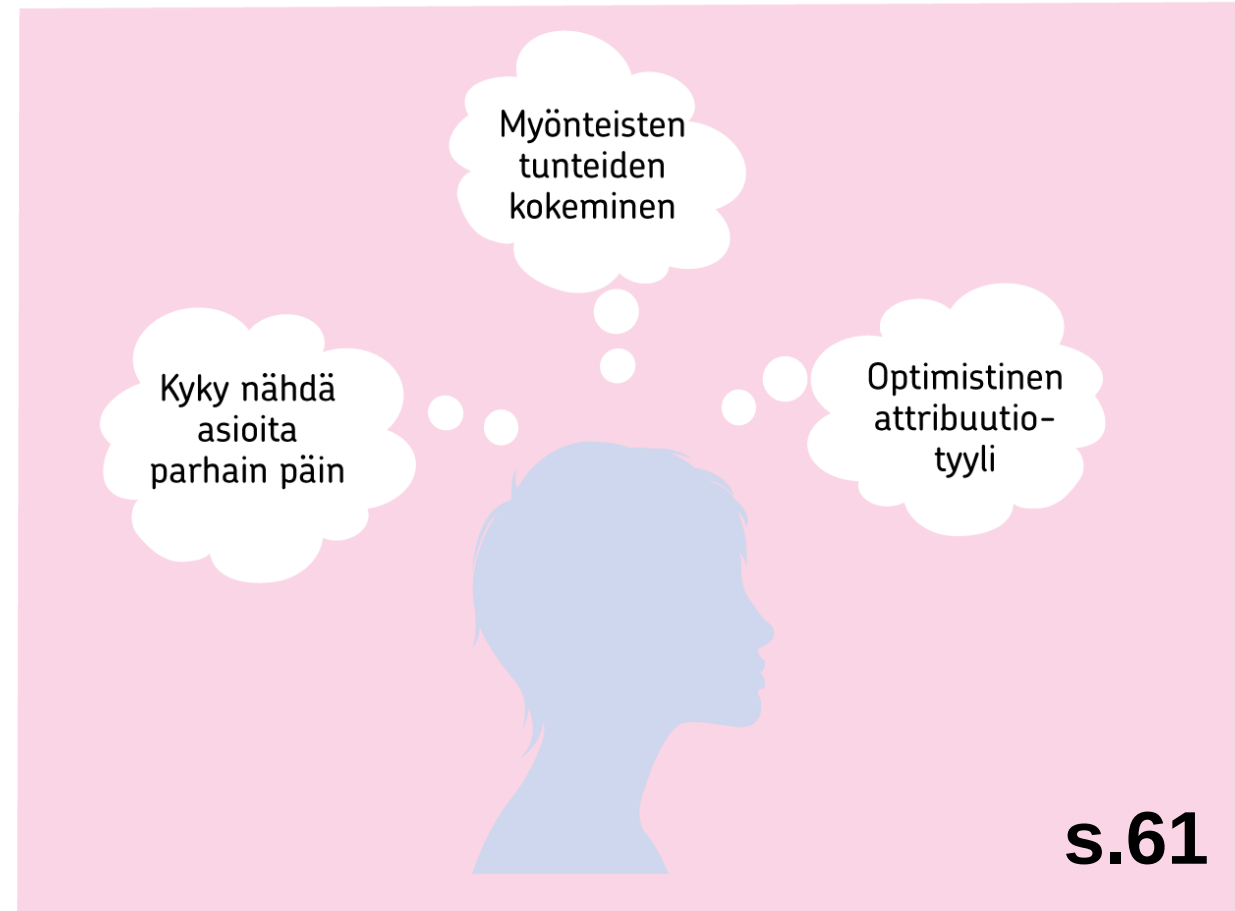 Myönteisten
tunteiden
kokeminen
Kyky nähdä
asioita
parhain päin
Optimistinen
attribuutio-
tyyli
s.61